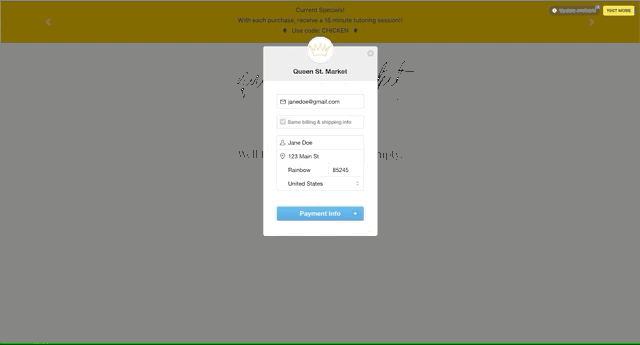 Current Specials!
With each purchase, receive a 15 minute tutoring session!
Use code: CHICKEN
VISIT MORE
Queen St. Market
janedoe@gmail.com
Same billing & shipping info
Jane Doe
123 Main St
Rainbow 85245
United States
Payment Info